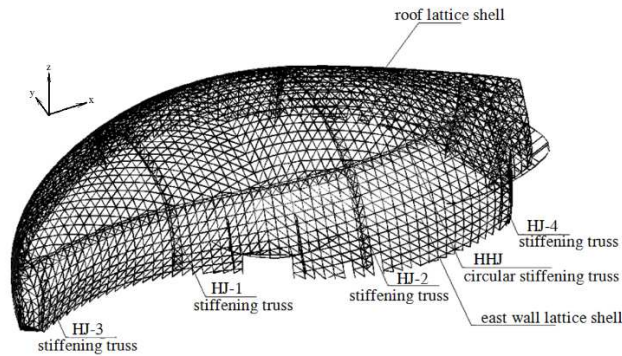 roof lattice shell
z
y
x
HJ-4
stiffening truss
HHJ
circular stiffening truss
HJ-2
stiffening truss
HJ-1
stiffening truss
east wall lattice shell
HJ-3
stiffening truss